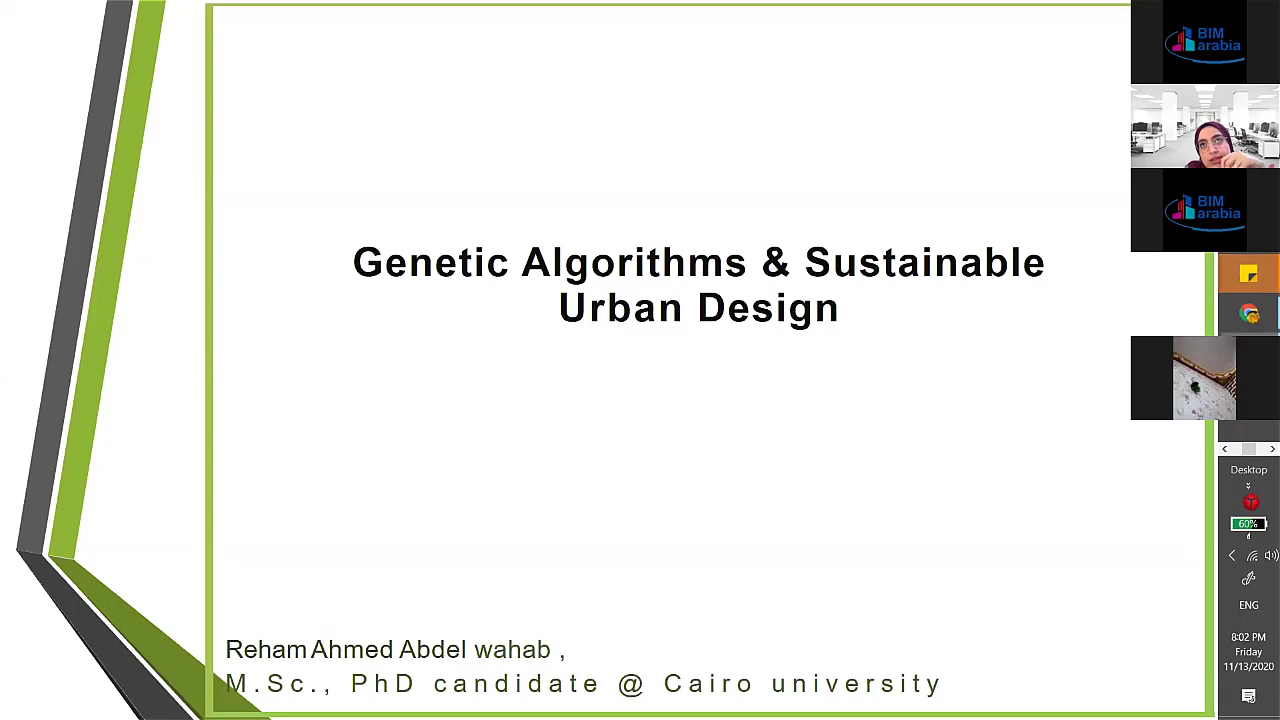 Genetic Algorithms & Sustainable
Urban Design
Reham Ahmed Abdel wahab ,
M.Sc., PhD candidate @ Cairo university
BIM
arabia
BIM
arabia
Desktop
60%
ENG
8:02 PM
Friday
11/13/2020